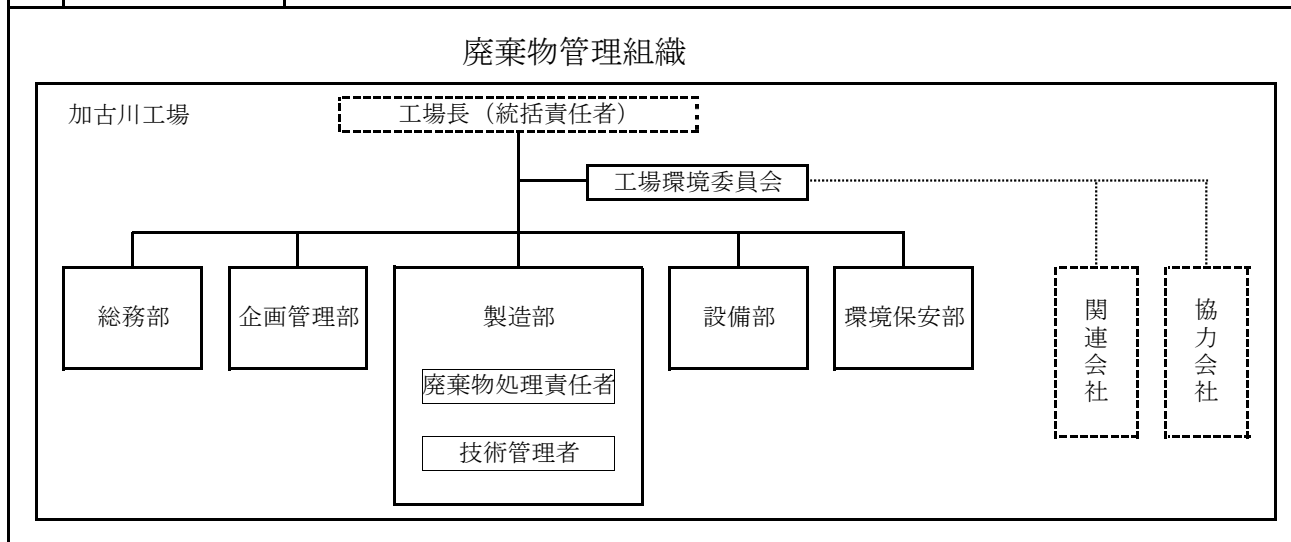 廃棄物管理組織
加古川工場
工場長（統括責任者）
工場環境委員会
総務部
企画管理部
製造部
設備部
環境保安部
関連会社
協力会社
廃棄物処理責任者
技術管理者